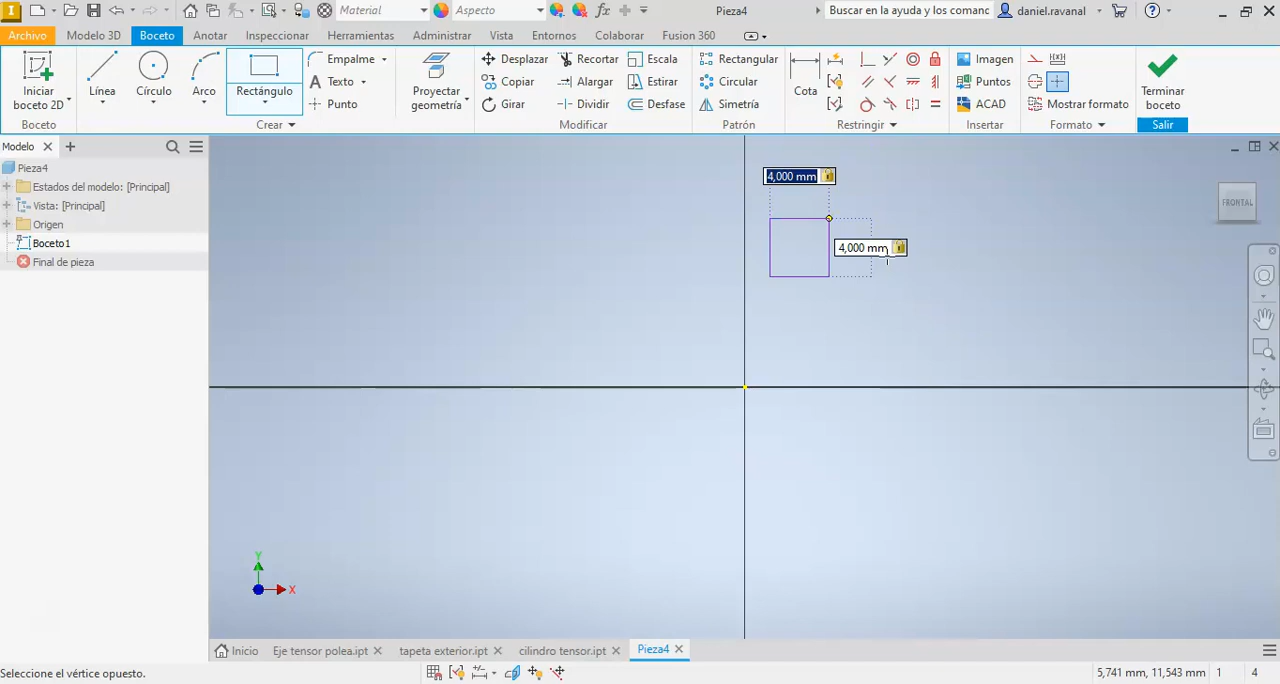 Material
Aspecto
fx
Pieza4
Buscar en la ayuda y los comanc
daniel.ravanal
Archivo
Modelo 3D
Boceto
Anotar
Inspeccionar
Herramientas
Administrar
Vista
Entornos
Colaborar
Fusion 360
Iniciar
boceto 2D
Línea
Círculo
Arco
Rectángulo
Empalme
Texto
Punto
Proyectar
geometría
Desplazar
Copiar
Girar
Recortar
Alargar
Dividir
Escala
Estirar
Desfase
Rectangular
Circular
Simetría
Cota
Imagen
Puntos
ACAD
Mostrar formato
Terminar
boceto
Boceto
Crear
Modificar
Patrón
Restringir
Insertar
Formato
Salir
Modelo
Pieza4
Estados del modelo: [Principal]
Vista: [Principal]
Origen
Boceto1
Final de pieza
4,000 mm
4,000 mm
FRONTAL
Y
X
Inicio
Eje tensor polea.ipt
tapeta exterior.ipt
cilindro tensor.ipt
Pieza4
Seleccione el vértice opuesto.
5,741 mm, 11,543 mm
1
4